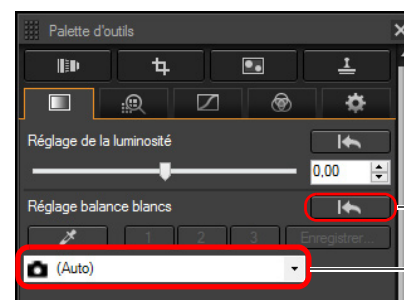 Palette d'outils
Réglage de la luminosité
0,00
Réglage balance blancs
1 2 3 Enregistrer...
(Auto)